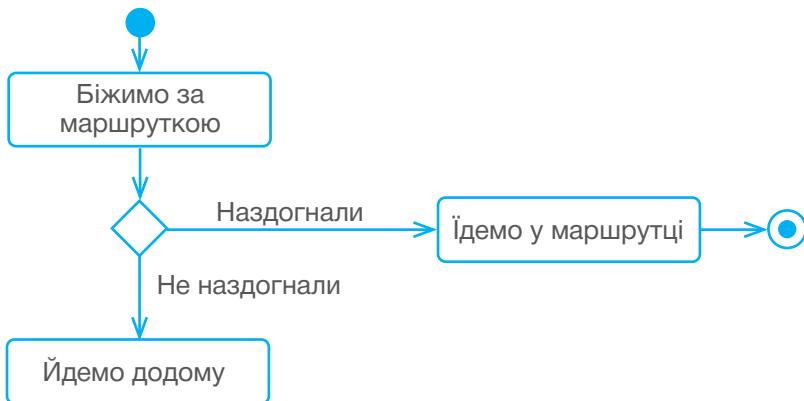 Біжимо за
маршруткою
Наздогнали
Їдемо у маршрутці
Не наздогнали
Йдемо додому